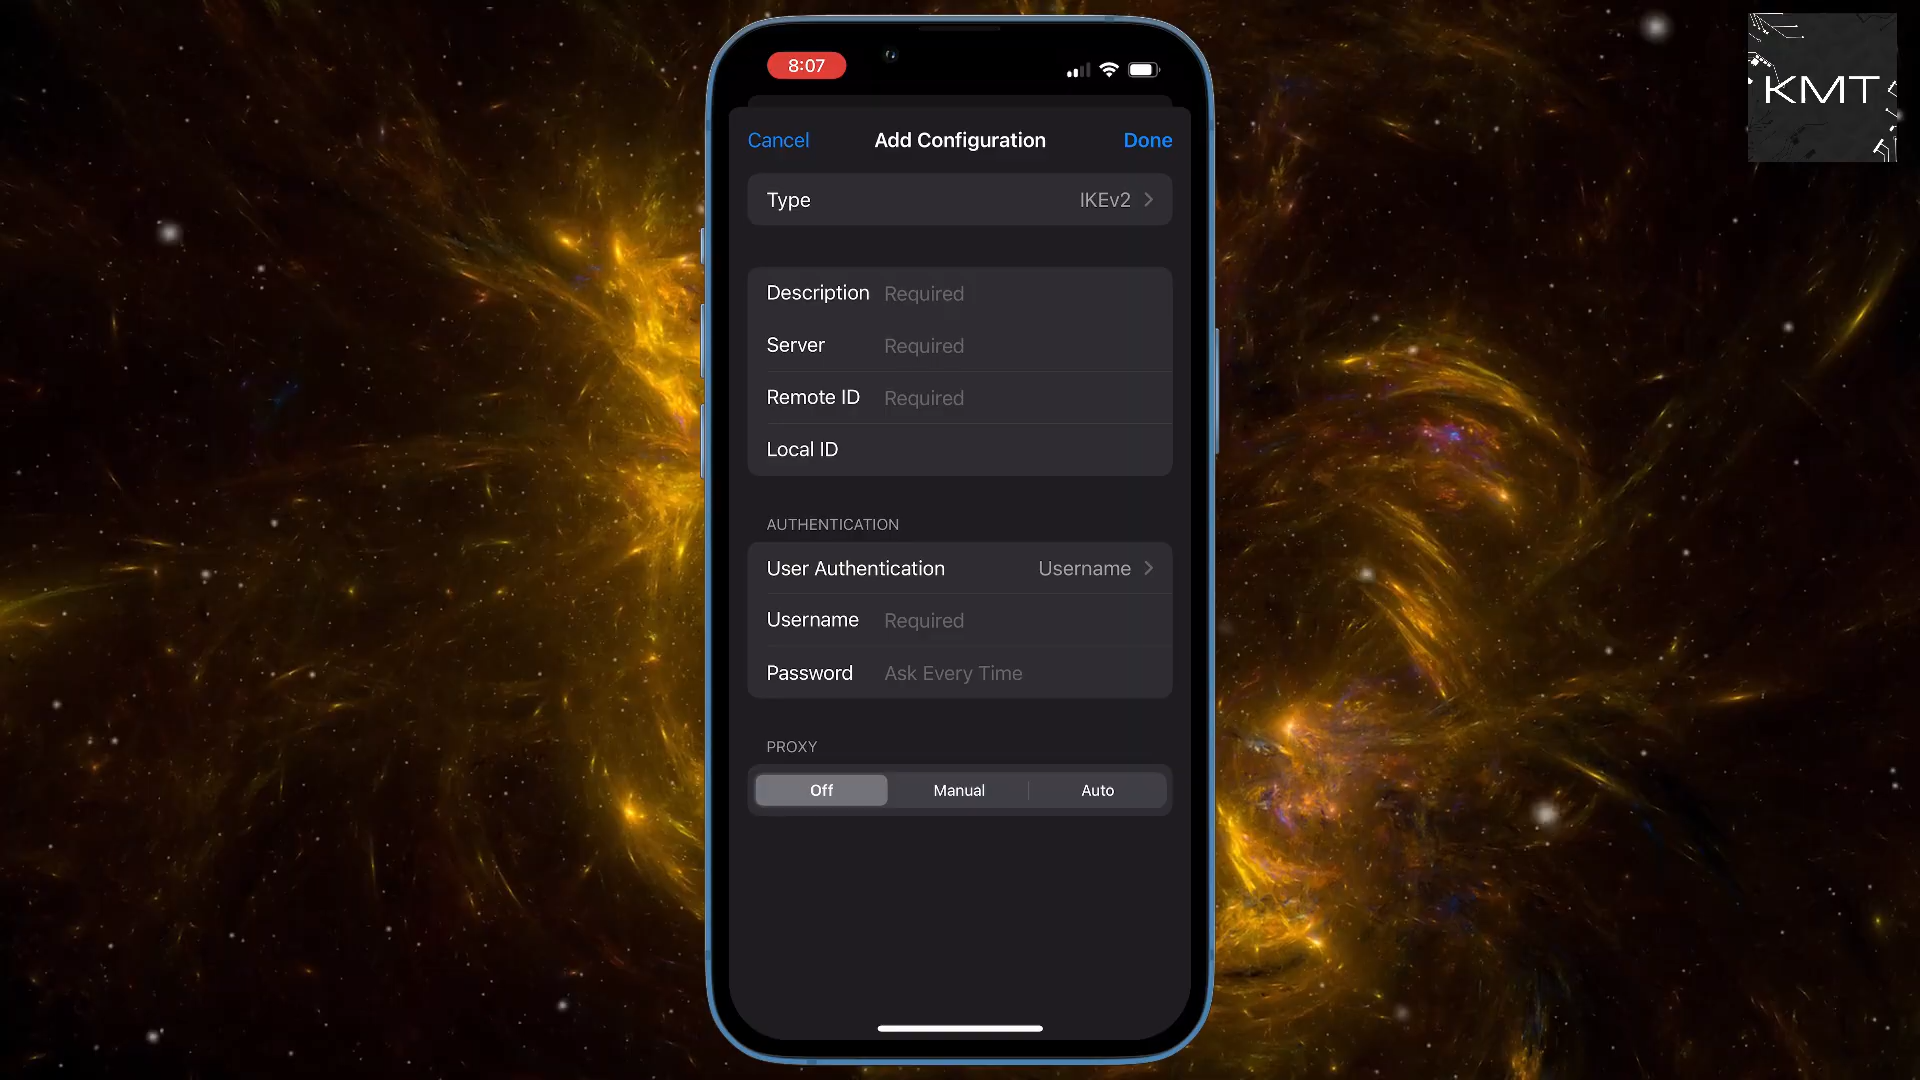 8:07
KMT
Cancel Add Configuration Done
Type IKEv2
Description Required
Server Required
Remote ID Required
Local ID
AUTHENTICATION
User Authentication Username
Username Required
Password Ask Every Time
PROXY
Off Manual Auto